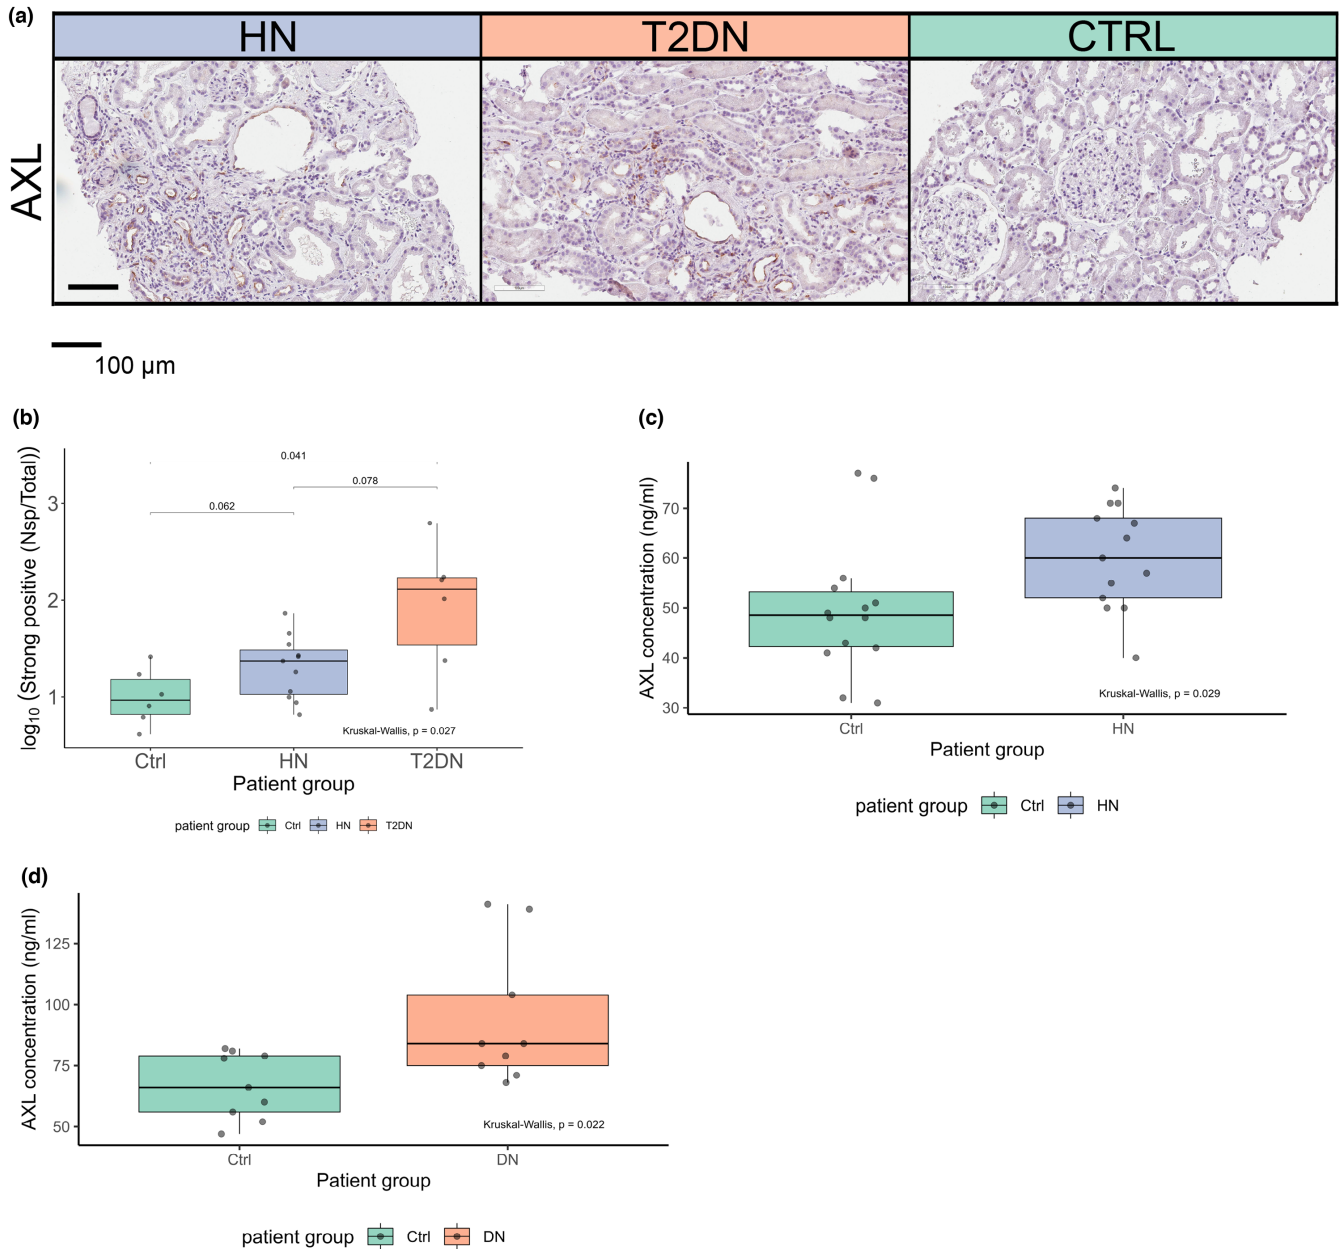 (a)
HN T2DN CTRL
AXL
100 µm
(b)
log10 (Strong positive (Nsp/Total))
3
2
1
0.041
0.078
0.062
Kruskal-Wallis, p = 0.027
Ctrl HN T2DN
Patient group
patient group Ctrl HN T2DN
(c)
AXL concentration (ng/ml)
70
60
50
40
30
Kruskal-Wallis, p = 0.029
Ctrl HN
Patient group
patient group Ctrl HN
(d)
AXL concentration (ng/ml)
125
100
75
50
Kruskal-Wallis, p = 0.022
Ctrl DN
Patient group
patient group Ctrl DN